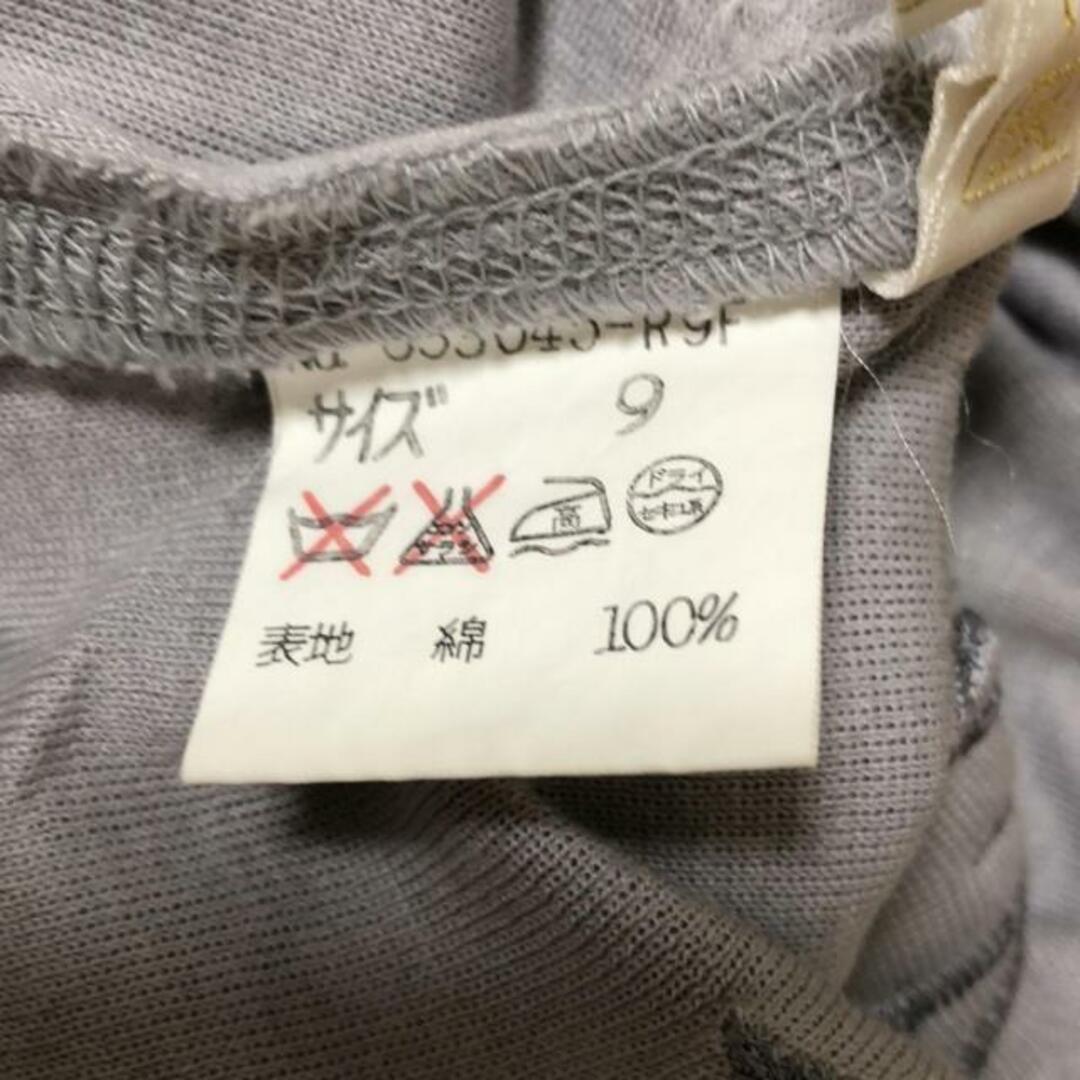 サイズ 9
高 ドライ
表地 綿 100%